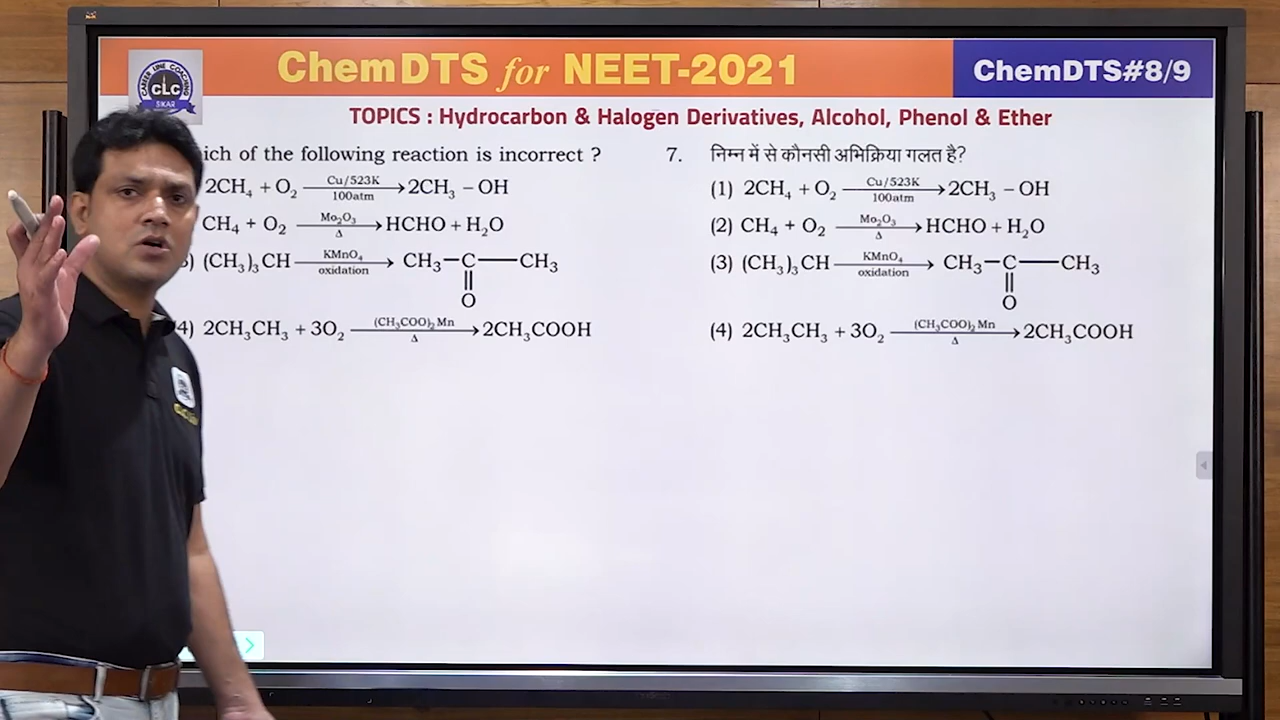 ChemDTS for NEET-2021
ChemDTS#8/9
CAREER LINE COACHING
CLC
SIKAR
TOPICS : Hydrocarbon & Halogen Derivatives, Alcohol, Phenol & Ether
ich of the following reaction is incorrect ?
2CH₄ + O₂ —Cu/523K / 100atm→ 2CH₃ – OH
CH₄ + O₂ —Mo₂O₃ / Δ→ HCHO + H₂O
3) (CH₃)₃CH —KMnO₄ / oxidation→ CH₃—C—CH₃
||
O
4) 2CH₃CH₃ + 3O₂ —(CH₃COO)₂Mn / Δ→ 2CH₃COOH
7. निम्न में से कौनसी अभिक्रिया गलत है?
(1) 2CH₄ + O₂ —Cu/523K / 100atm→ 2CH₃ – OH
(2) CH₄ + O₂ —Mo₂O₃ / Δ→ HCHO + H₂O
(3) (CH₃)₃CH —KMnO₄ / oxidation→ CH₃—C—CH₃
||
O
(4) 2CH₃CH₃ + 3O₂ —(CH₃COO)₂Mn / Δ→ 2CH₃COOH